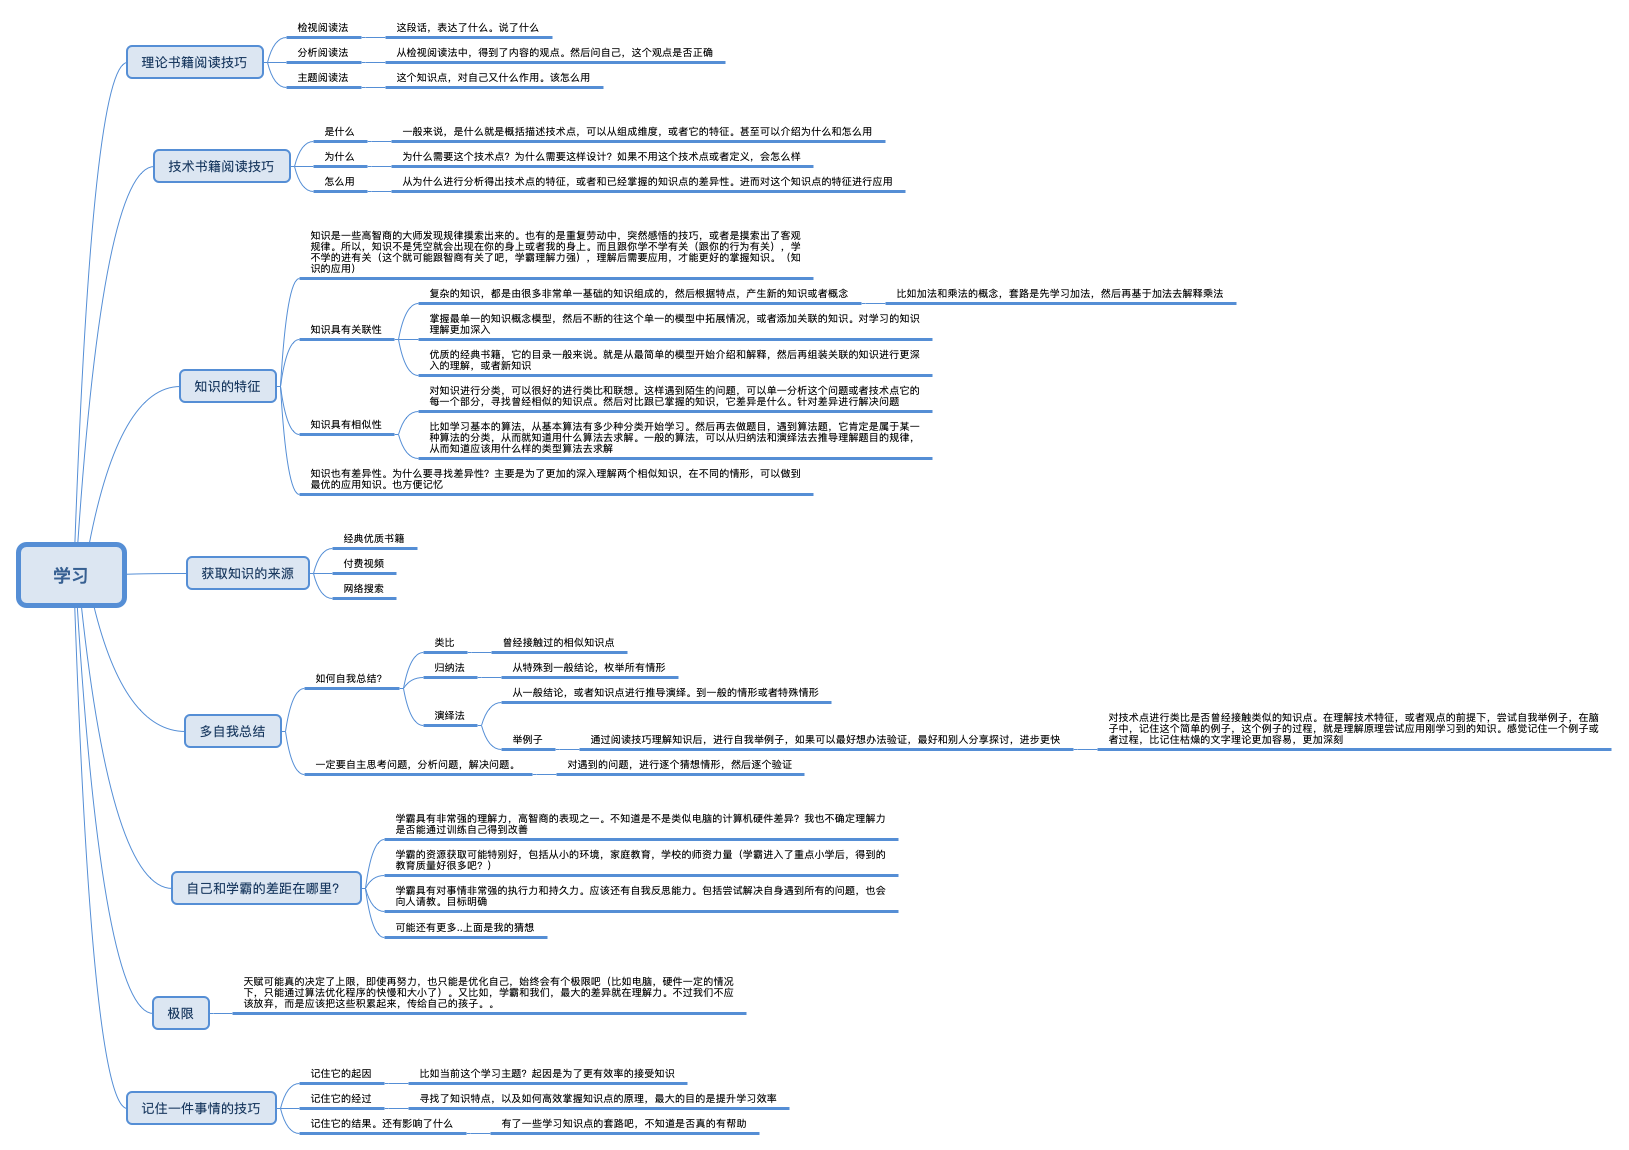 检视阅读法
这段话，表达了什么。说了什么
理论书籍阅读技巧
分析阅读法
从检视阅读法中，得到了内容的观点。然后问自己，这个观点是否正确
主题阅读法
这个知识点，对自己又什么作用。该怎么用
是什么
一般来说，是什么就是概括描述技术点，可以从组成维度，或者它的特征。甚至可以介绍为什么和怎么用
技术书籍阅读技巧
为什么
为什么需要这个技术点？为什么需要这样设计？如果不用这个技术点或者定义，会怎么样
怎么用
从为什么进行分析得出技术点的特征，或者和已经掌握的知识点的差异性。进而对这个知识点的特征进行应用
知识是一些高智商的大师发现规律摸索出来的。也有的是重复劳动中，突然感悟的技巧，或者是摸索出了客观
规律。所以，知识不是凭空就会出现在你的身上或者我的身上。而且跟你学不学有关（跟你的行为有关），学
不学的进有关（这个就可能跟智商有关了吧，学霸理解力强），理解后需要应用，才能更好的掌握知识。（知
识的应用）
知识的特征
知识具有关联性
复杂的知识，都是由很多非常单一基础的知识组成的，然后根据特点，产生新的知识或者概念
比如加法和乘法的概念，套路是先学习加法，然后再基于加法去解释乘法
掌握最单一的知识概念模型，然后不断的往这个单一的模型中拓展情况，或者添加关联的知识。对学习的知识
理解更加深入
优质的经典书籍，它的目录一般来说。就是从最简单的模型开始介绍和解释，然后再组装关联的知识进行更深
入的理解，或者新知识
知识具有相似性
对知识进行分类，可以很好的进行类比和联想。这样遇到陌生的问题，可以单一分析这个问题或者技术点它的
每一个部分，寻找曾经相似的知识点。然后对比跟已掌握的知识，它差异是什么。针对差异进行解决问题
比如学习基本的算法，从基本算法有多少种分类开始学习。然后再去做题目，遇到算法题，它肯定是属于某一
种算法的分类，从而就知道用什么算法去求解。一般的算法，可以从归纳法和演绎法去推导理解题目的规律，
从而知道应该用什么样的类型算法去求解
知识也有差异性。为什么要寻找差异性？主要是为了更加的深入理解两个相似知识，在不同的情形，可以做到
最优的应用知识。也方便记忆
学习
获取知识的来源
经典优质书籍
付费视频
网络搜索
多自我总结
如何自我总结？
类比
曾经接触过的相似知识点
归纳法
从特殊到一般结论，枚举所有情形
演绎法
从一般结论，或者知识点进行推导演绎。到一般的情形或者特殊情形
举例子
通过阅读技巧理解知识后，进行自我举例子，如果可以最好想办法验证，最好和别人分享探讨，进步更快
对技术点进行类比是否曾经接触类似的知识点。在理解技术特征，或者观点的前提下，尝试自我举例子，在脑
子中，记住这个简单的例子，这个例子的过程，就是理解原理尝试应用刚学习到的知识。感觉记住一个例子或
者过程，比记住枯燥的文字理论更加容易，更加深刻
一定要自主思考问题，分析问题，解决问题。
对遇到的问题，进行逐个猜想情形，然后逐个验证
自己和学霸的差距在哪里？
学霸具有非常强的理解力，高智商的表现之一。不知道是不是类似电脑的计算机硬件差异？我也不确定理解力
是否能通过训练自己得到改善
学霸的资源获取可能特别好，包括从小的环境，家庭教育，学校的师资力量（学霸进入了重点小学后，得到的
教育质量好很多吧？）
学霸具有对事情非常强的执行力和持久力。应该还有自我反思能力。包括尝试解决自身遇到所有的问题，也会
向人请教。目标明确
可能还有更多..上面是我的猜想
极限
天赋可能真的决定了上限，即使再努力，也只能是优化自己，始终会有个极限吧（比如电脑，硬件一定的情况
下，只能通过算法优化程序的快慢和大小了）。又比如，学霸和我们，最大的差异就在理解力。不过我们不应
该放弃，而是应该把这些积累起来，传给自己的孩子。。
记住一件事情的技巧
记住它的起因
比如当前这个学习主题？起因是为了更有效率的接受知识
记住它的经过
寻找了知识特点，以及如何高效掌握知识点的原理，最大的目的是提升学习效率
记住它的结果。还有影响了什么
有了一些学习知识点的套路吧，不知道是否真的有帮助